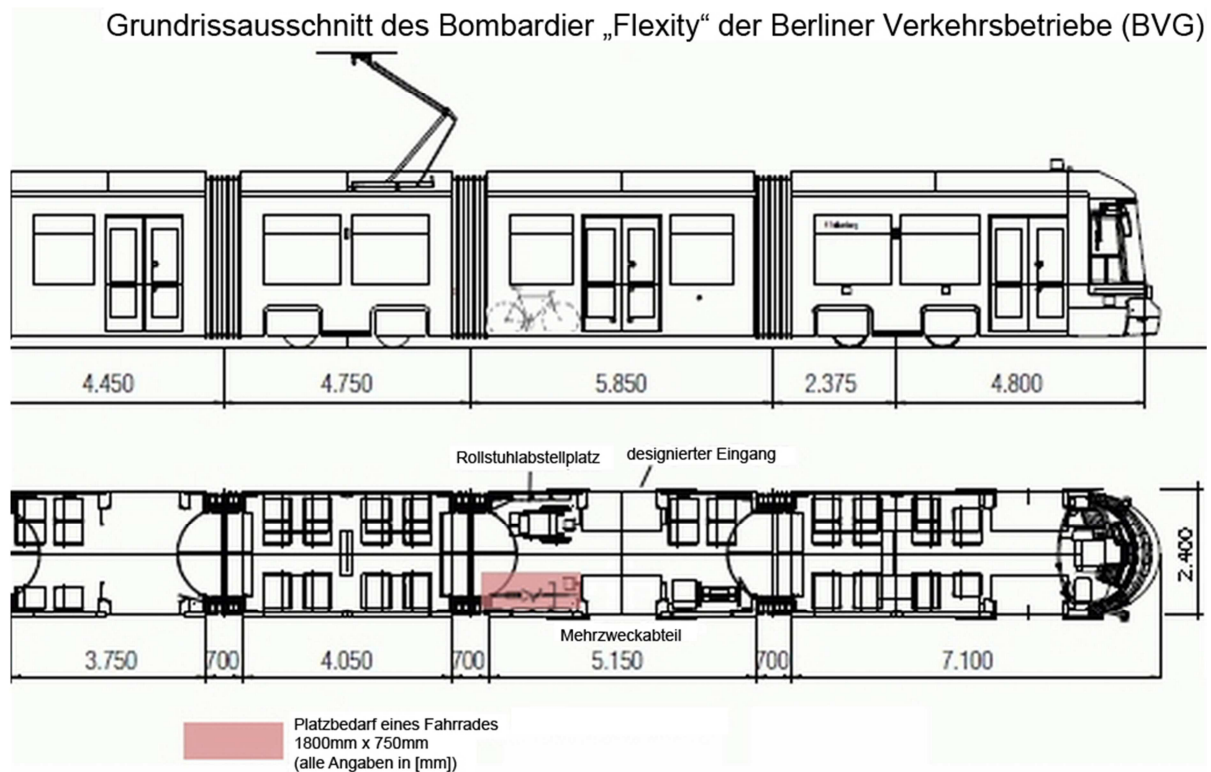 Grundrissausschnitt des Bombardier „Flexity“ der Berliner Verkehrsbetriebe (BVG)
4.450 4.750 5.850 2.375 4.800
Rollstuhlabstellplatz designierter Eingang
2.400
Mehrzweckabteil
3.750 700 4.050 700 5.150 700 7.100
Platzbedarf eines Fahrrades
1800mm x 750mm
(alle Angaben in [mm])